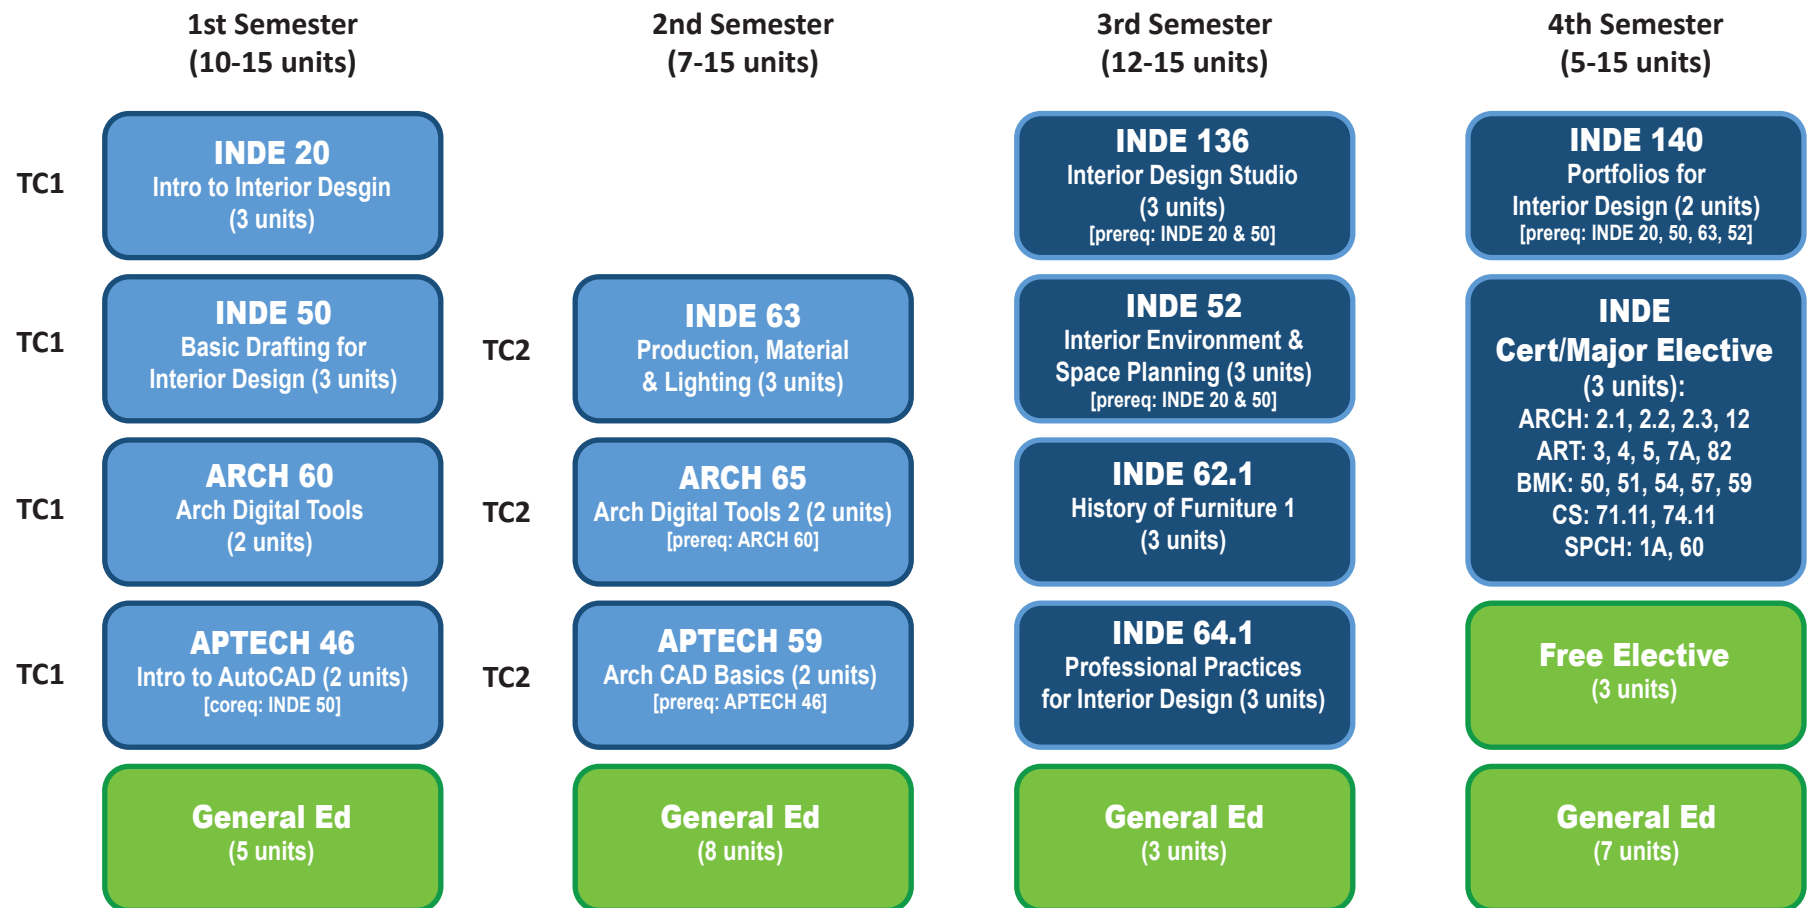 1st Semester
(10-15 units)
2nd Semester
(7-15 units)
3rd Semester
(12-15 units)
4th Semester
(5-15 units)
TC1
INDE 20
Intro to Interior Desgin
(3 units)
INDE 136
Interior Design Studio
(3 units)
[prereq: INDE 20 & 50]
INDE 140
Portfolios for
Interior Design (2 units)
[prereq: INDE 20, 50, 63, 52]
TC1
INDE 50
Basic Drafting for
Interior Design (3 units)
TC2
INDE 63
Production, Material
& Lighting (3 units)
INDE 52
Interior Environment &
Space Planning (3 units)
[prereq: INDE 20 & 50]
INDE
Cert/Major Elective
(3 units):
ARCH: 2.1, 2.2, 2.3, 12
ART: 3, 4, 5, 7A, 82
BMK: 50, 51, 54, 57, 59
CS: 71.11, 74.11
SPCH: 1A, 60
TC1
ARCH 60
Arch Digital Tools
(2 units)
TC2
ARCH 65
Arch Digital Tools 2 (2 units)
[prereq: ARCH 60]
INDE 62.1
History of Furniture 1
(3 units)
TC1
APTECH 46
Intro to AutoCAD (2 units)
[coreq: INDE 50]
TC2
APTECH 59
Arch CAD Basics (2 units)
[prereq: APTECH 46]
INDE 64.1
Professional Practices
for Interior Design (3 units)
Free Elective
(3 units)
General Ed
(5 units)
General Ed
(8 units)
General Ed
(3 units)
General Ed
(7 units)